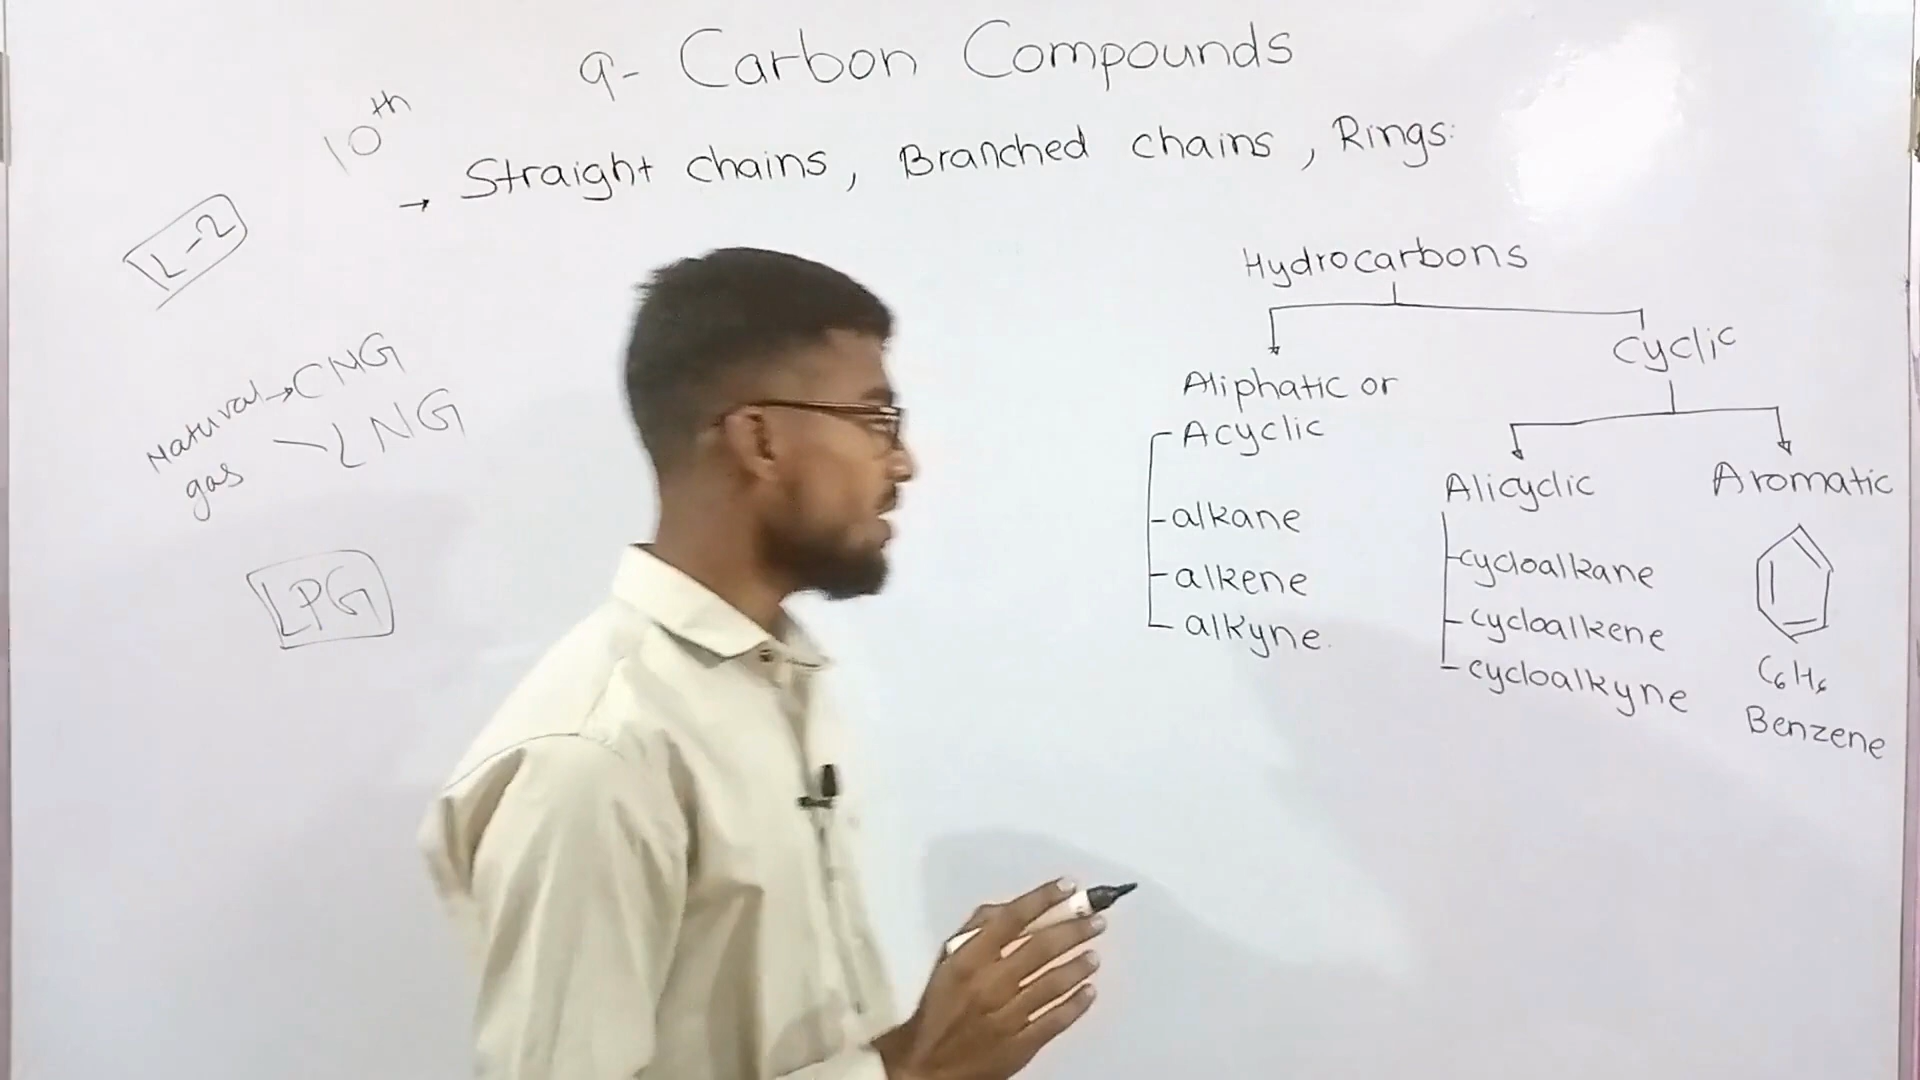 9- Carbon Compounds
10th
→ Straight chains, Branched chains, Rings.
L-2
Hydrocarbons
Cyclic
Aliphatic or
Acyclic
alkane
alkene
alkyne.
Alicyclic
cycloalkane
cycloalkene
cycloalkyne
Aromatic
C6H6
Benzene
Natural → CNG
gas LNG
LPG